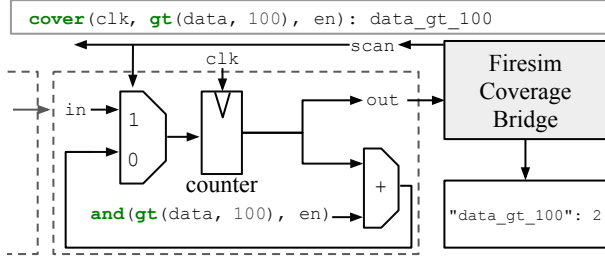 cover(clk, gt(data, 100), en): data_gt_100
scan
clk
Firesim
Coverage
Bridge
in
1
0
out
counter
+
and(gt(data, 100), en)
"data_gt_100": 2